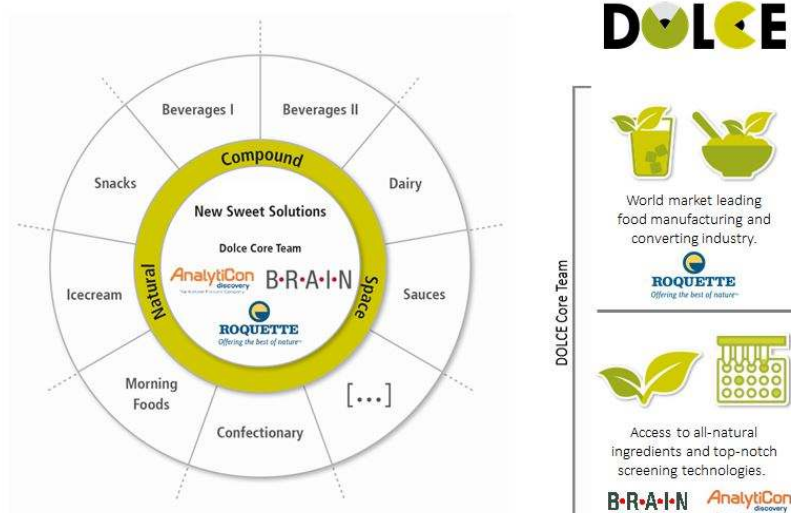 DOLCE
Beverages I
Beverages II
Snacks
Dairy
Icecream
Sauces
Morning
Foods
Confectionary
[...]
Natural
Compound
Space
New Sweet Solutions
Dolce Core Team
AnalytiCon
discovery
B·R·A·I·N
ROQUETTE
Offering the best of nature™
DOLCE Core Team
World market leading
food manufacturing and
converting industry.
ROQUETTE
Offering the best of nature™
Access to all-natural
ingredients and top-notch
screening technologies.
B·R·A·I·N
AnalytiCon
discovery